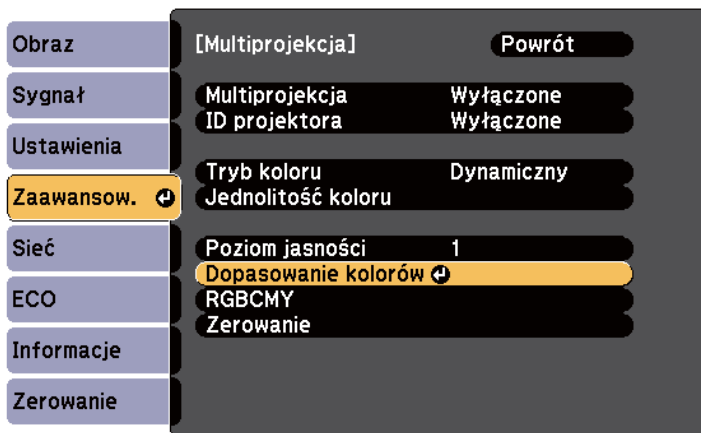 Obraz
Sygnał
Ustawienia
Zaawansow.
Sieć
ECO
Informacje
Zerowanie
[Multiprojekcja] Powrót
Multiprojekcja Wyłączone
ID projektora Wyłączone
Tryb koloru Dynamiczny
Jednolitość koloru
Poziom jasności 1
Dopasowanie kolorów
RGBCMY
Zerowanie